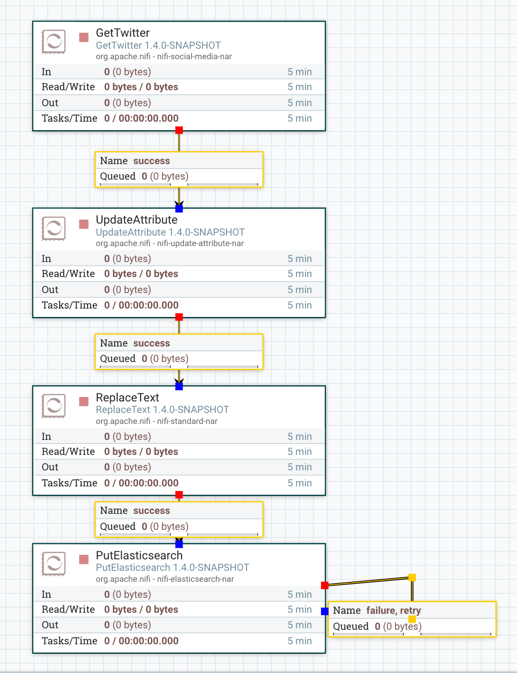 GetTwitter
GetTwitter 1.4.0-SNAPSHOT
org.apache.nifi - nifi-social-media-nar
In 0 (0 bytes) 5 min
Read/Write 0 bytes / 0 bytes 5 min
Out 0 (0 bytes) 5 min
Tasks/Time 0 / 00:00:00.000 5 min
Name success
Queued 0 (0 bytes)
UpdateAttribute
UpdateAttribute 1.4.0-SNAPSHOT
org.apache.nifi - nifi-update-attribute-nar
In 0 (0 bytes) 5 min
Read/Write 0 bytes / 0 bytes 5 min
Out 0 (0 bytes) 5 min
Tasks/Time 0 / 00:00:00.000 5 min
Name success
Queued 0 (0 bytes)
ReplaceText
ReplaceText 1.4.0-SNAPSHOT
org.apache.nifi - nifi-standard-nar
In 0 (0 bytes) 5 min
Read/Write 0 bytes / 0 bytes 5 min
Out 0 (0 bytes) 5 min
Tasks/Time 0 / 00:00:00.000 5 min
Name success
Queued 0 (0 bytes)
PutElasticsearch
PutElasticsearch 1.4.0-SNAPSHOT
org.apache.nifi - nifi-elasticsearch-nar
In 0 (0 bytes) 5 min
Read/Write 0 bytes / 0 bytes 5 min
Out 0 (0 bytes) 5 min
Tasks/Time 0 / 00:00:00.000 5 min
Name failure, retry
Queued 0 (0 bytes)